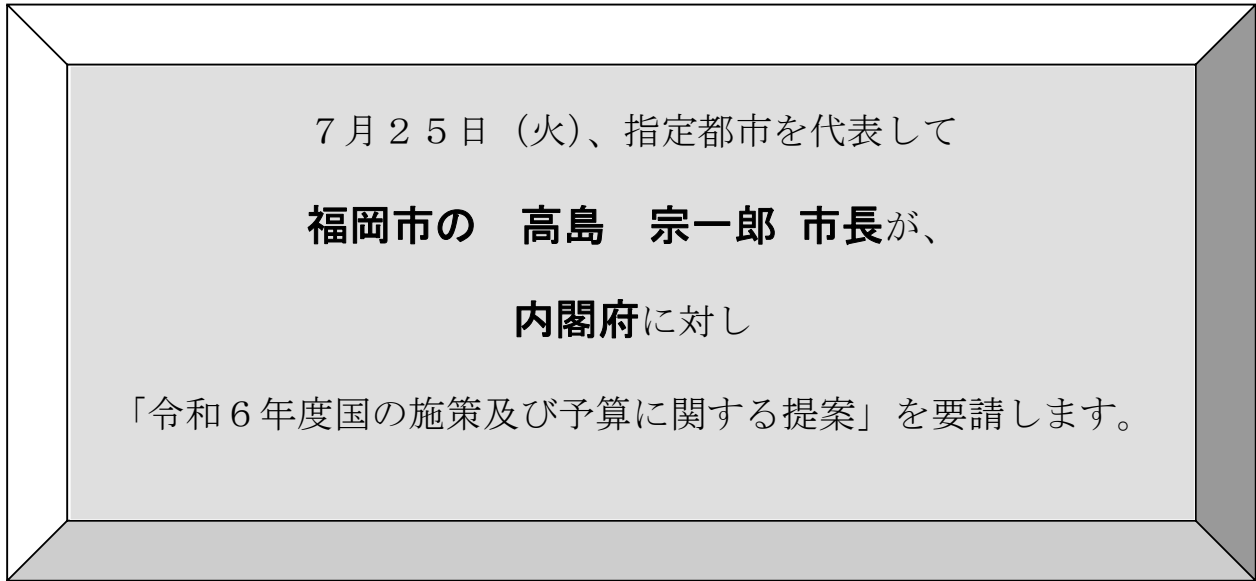 ７月２５日（火）、指定都市を代表して
福岡市の　高島　宗一郎 市長が、
内閣府に対し
「令和６年度国の施策及び予算に関する提案」を要請します。